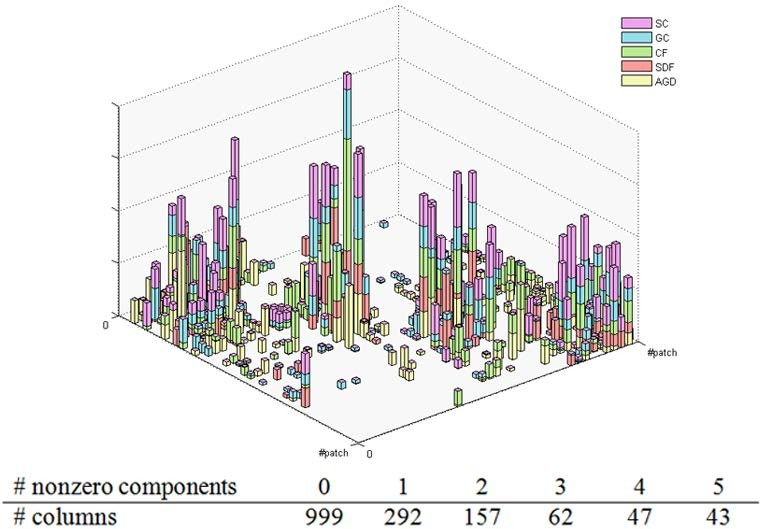 SC
GC
CF
SDF
AGD
0
#patch
#patch
0
# nonzero components 0 1 2 3 4 5
# columns 999 292 157 62 47 43